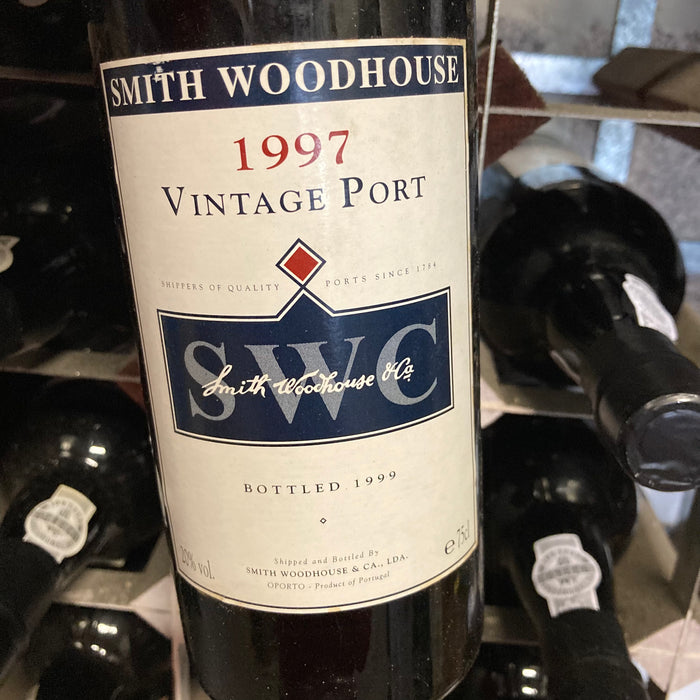 SMITH WOODHOUSE
1997
VINTAGE PORT
SHIPPERS OF QUALITY PORTS SINCE 1784
SWC
Smith Woodhouse & Co.
BOTTLED 1999
20% vol.
Shipped and Bottled By
SMITH WOODHOUSE & CA., LDA.
OPORTO - Product of Portugal
e 75cl